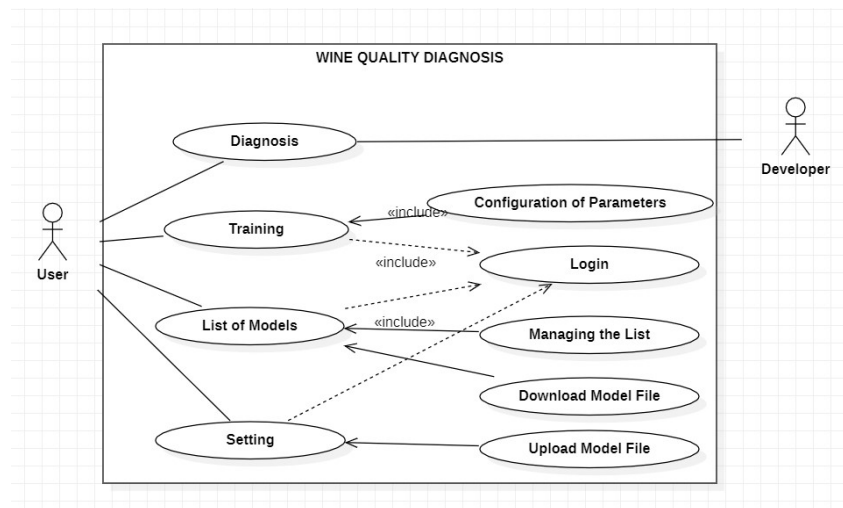 WINE QUALITY DIAGNOSIS
Diagnosis
Developer
Configuration of Parameters
«include»
Training
User
«include»
Login
List of Models
«include»
Managing the List
Download Model File
Setting
Upload Model File